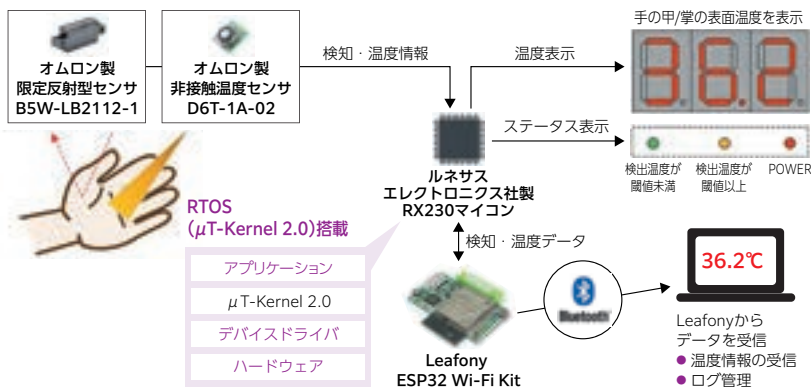 オムロン製
限定反射型センサ
B5W-LB2112-1
オムロン製
非接触温度センサ
D6T-1A-02
検知・温度情報
温度表示
手の甲/掌の表面温度を表示
36.2
ステータス表示
検出温度が
閾値未満
検出温度が
閾値以上
POWER
ルネサス
エレクトロニクス社製
RX230マイコン
RTOS
(μT-Kernel 2.0)搭載
アプリケーション
μT-Kernel 2.0
デバイスドライバ
ハードウェア
検知・温度データ
Leafony
ESP32 Wi-Fi Kit
Bluetooth
36.2℃
Leafonyから
データを受信
● 温度情報の受信
● ログ管理